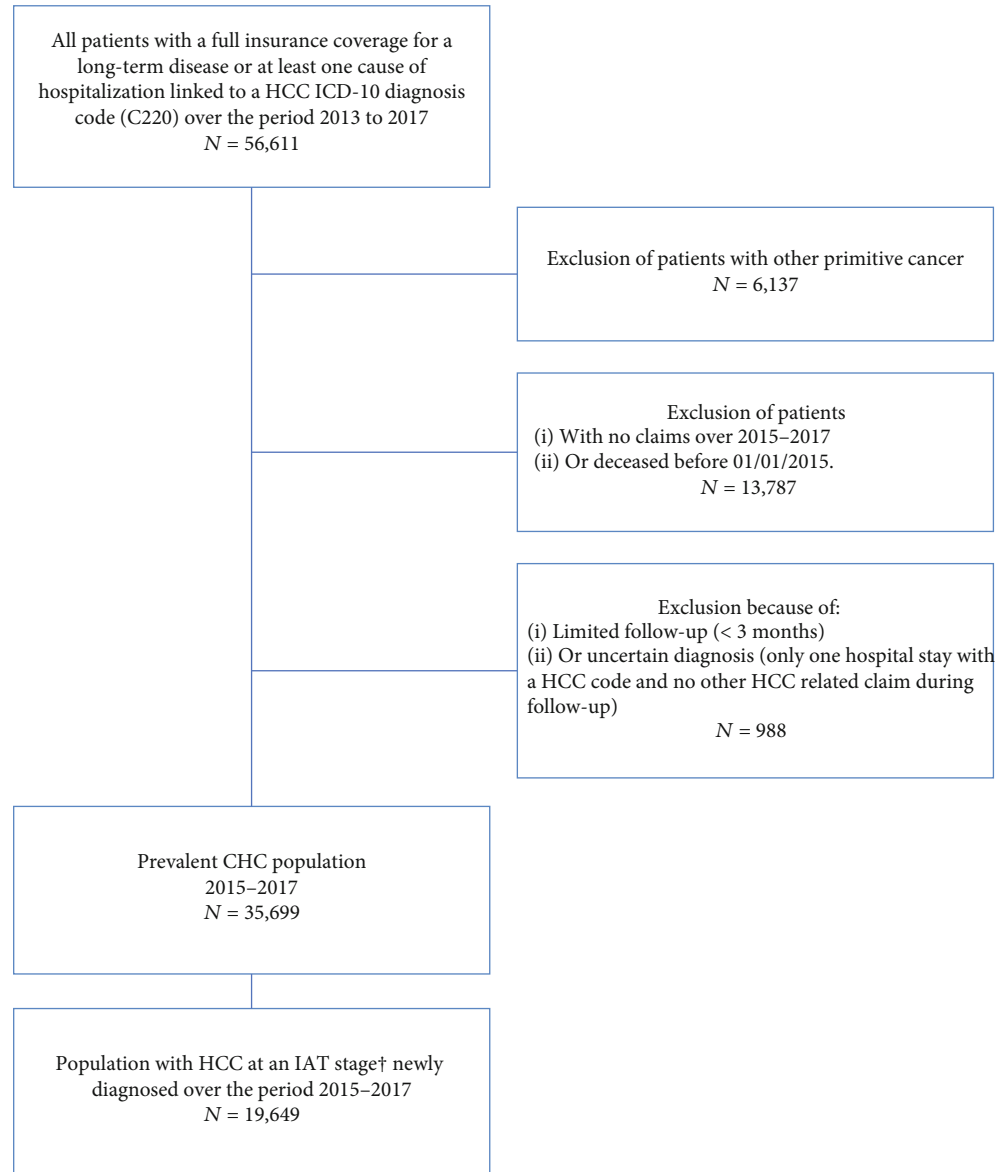 All patients with a full insurance coverage for a
long-term disease or at least one cause of
hospitalization linked to a HCC ICD-10 diagnosis
code (C220) over the period 2013 to 2017
N = 56,611
Exclusion of patients with other primitive cancer
N = 6,137
Exclusion of patients
(i) With no claims over 2015–2017
(ii) Or deceased before 01/01/2015.
N = 13,787
Exclusion because of:
(i) Limited follow-up (< 3 months)
(ii) Or uncertain diagnosis (only one hospital stay with
a HCC code and no other HCC related claim during
follow-up)
N = 988
Prevalent CHC population
2015–2017
N = 35,699
Population with HCC at an IAT stage† newly
diagnosed over the period 2015–2017
N = 19,649